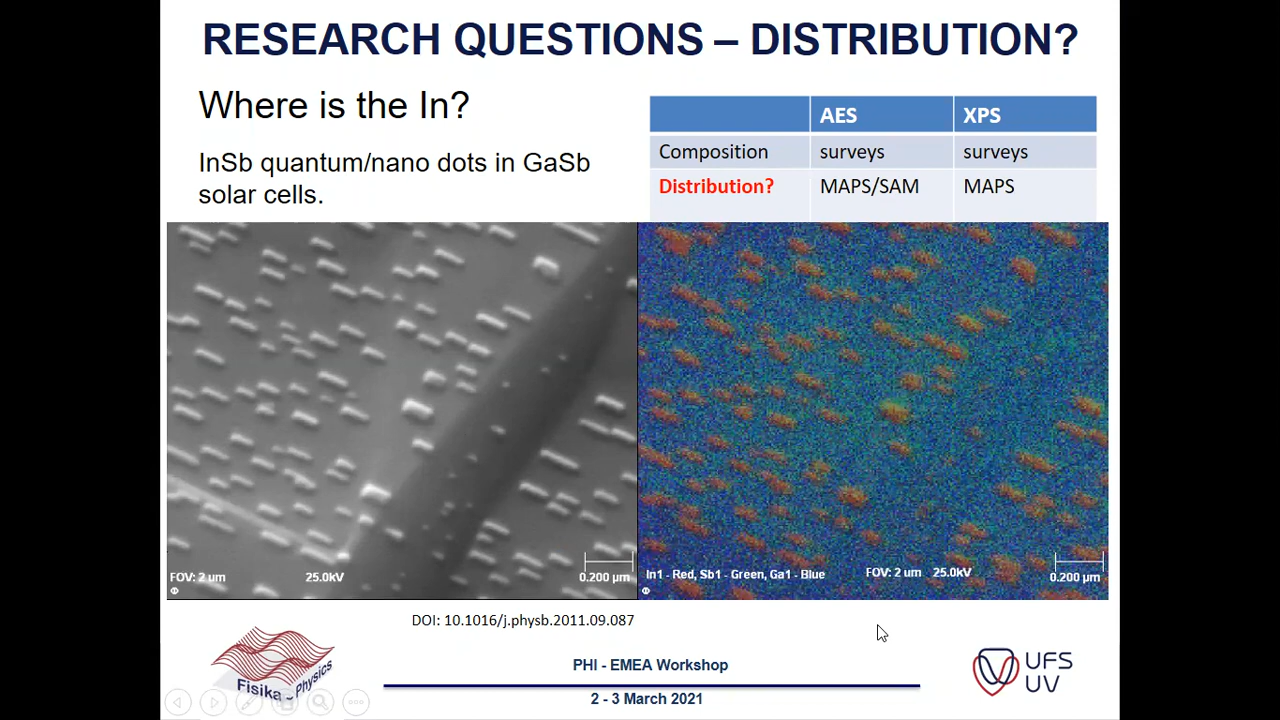 RESEARCH QUESTIONS – DISTRIBUTION?
Where is the In?
InSb quantum/nano dots in GaSb
solar cells.
AES XPS
Composition surveys surveys
Distribution? MAPS/SAM MAPS
FOV: 2 um 25.0kV 0.200 µm
Φ
In1 - Red, Sb1 - Green, Ga1 - Blue FOV: 2 um 25.0kV 0.200 µm
Φ
DOI: 10.1016/j.physb.2011.09.087
Fisika - Physics
PHI - EMEA Workshop
2 - 3 March 2021
UFS
UV